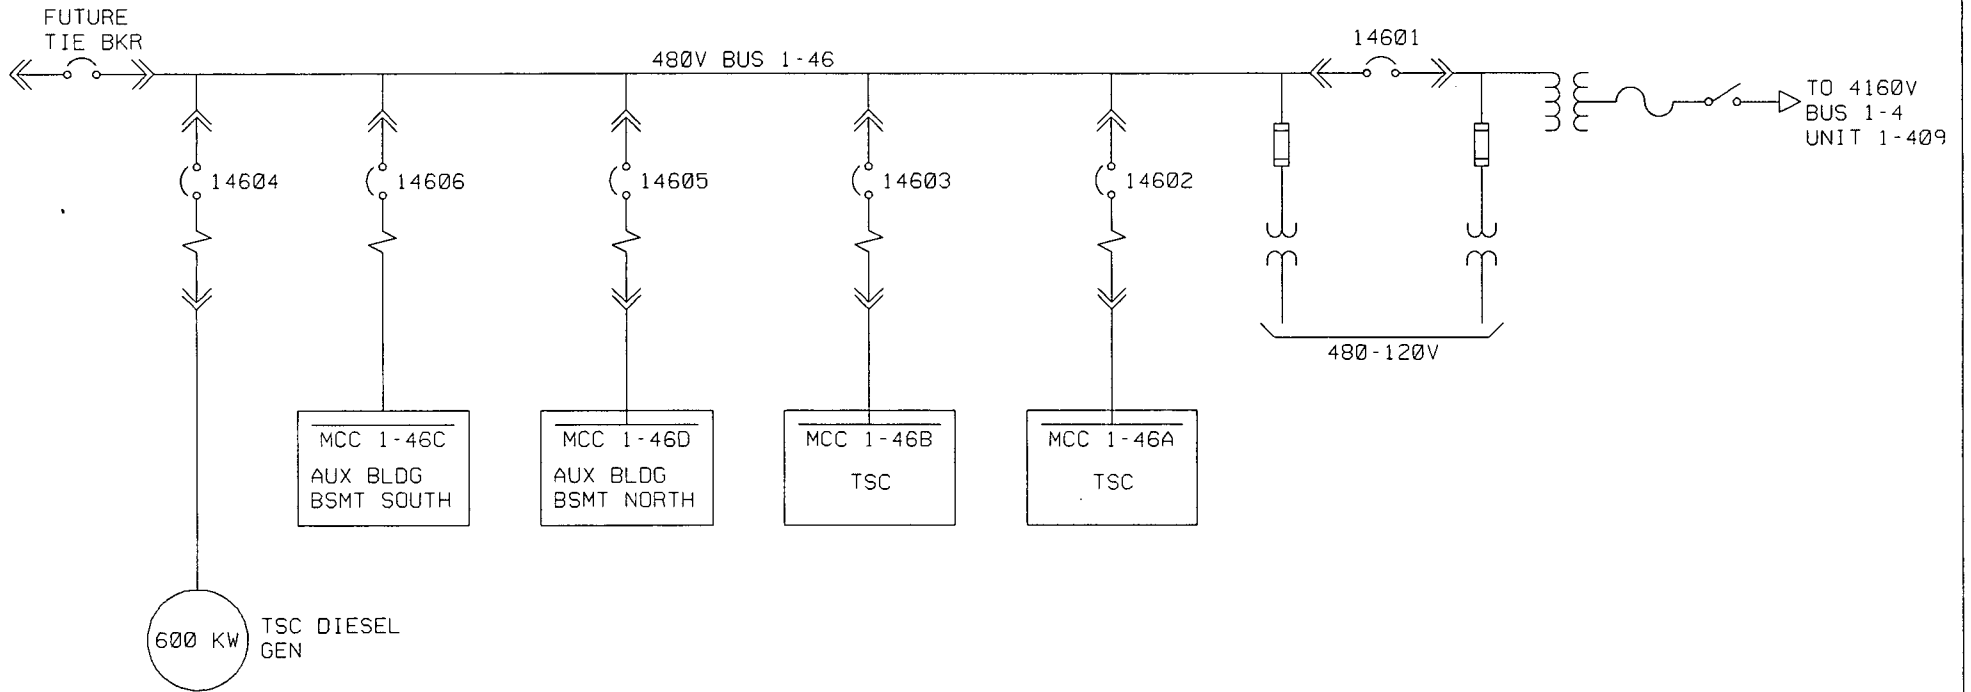 FUTURE
TIE BKR
480V BUS 1-46
14601
TO 4160V
BUS 1-4
UNIT 1-409
14604
14606
14605
14603
14602
480-120V
MCC 1-46C
AUX BLDG
BSMT SOUTH
MCC 1-46D
AUX BLDG
BSMT NORTH
MCC 1-46B
TSC
MCC 1-46A
TSC
600 KW
TSC DIESEL
GEN